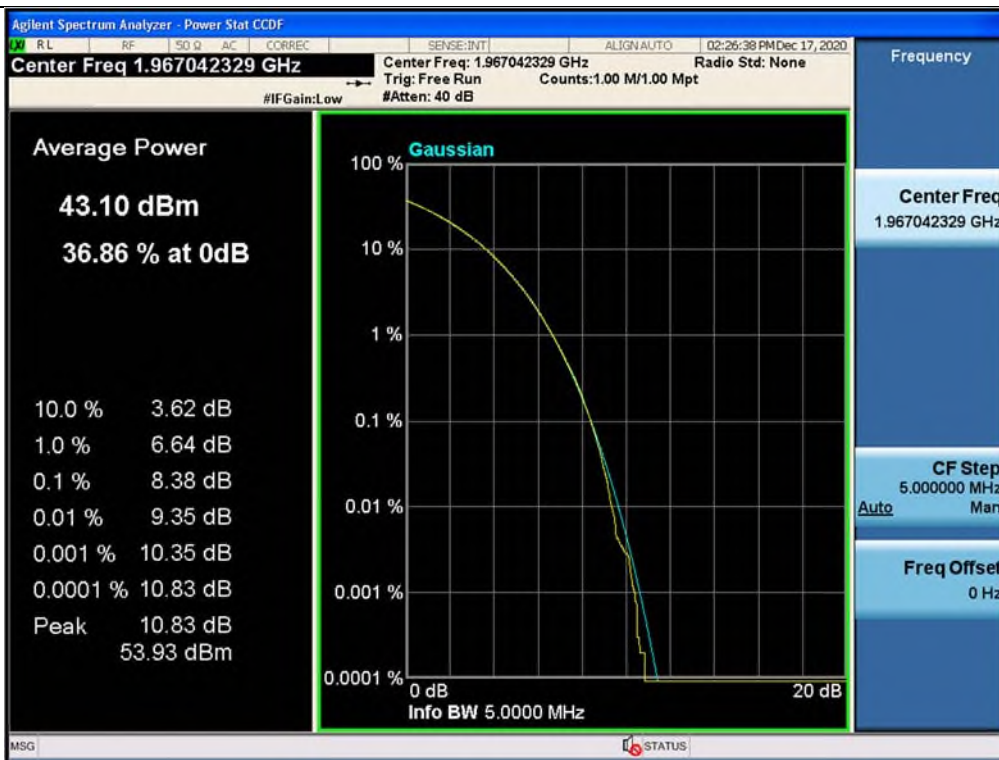 Agilent Spectrum Analyzer - Power Stat CCDF
RL RF 50 Ω AC CORREC SENSE:INT ALIGN AUTO 02:26:38 PM Dec 17, 2020
Center Freq 1.967042329 GHz
Center Freq: 1.967042329 GHz Radio Std: None
Trig: Free Run Counts:1.00 M/1.00 Mpt
#IFGain:Low #Atten: 40 dB
Average Power
43.10 dBm
36.86 % at 0dB
10.0 % 3.62 dB
1.0 % 6.64 dB
0.1 % 8.38 dB
0.01 % 9.35 dB
0.001 % 10.35 dB
0.0001 % 10.83 dB
Peak 10.83 dB
53.93 dBm
Gaussian
100 %
10 %
1 %
0.1 %
0.01 %
0.001 %
0.0001 %
0 dB 20 dB
Info BW 5.0000 MHz
Frequency
Center Freq
1.967042329 GHz
CF Step
5.000000 MHz
Auto Man
Freq Offset
0 Hz
MSG STATUS